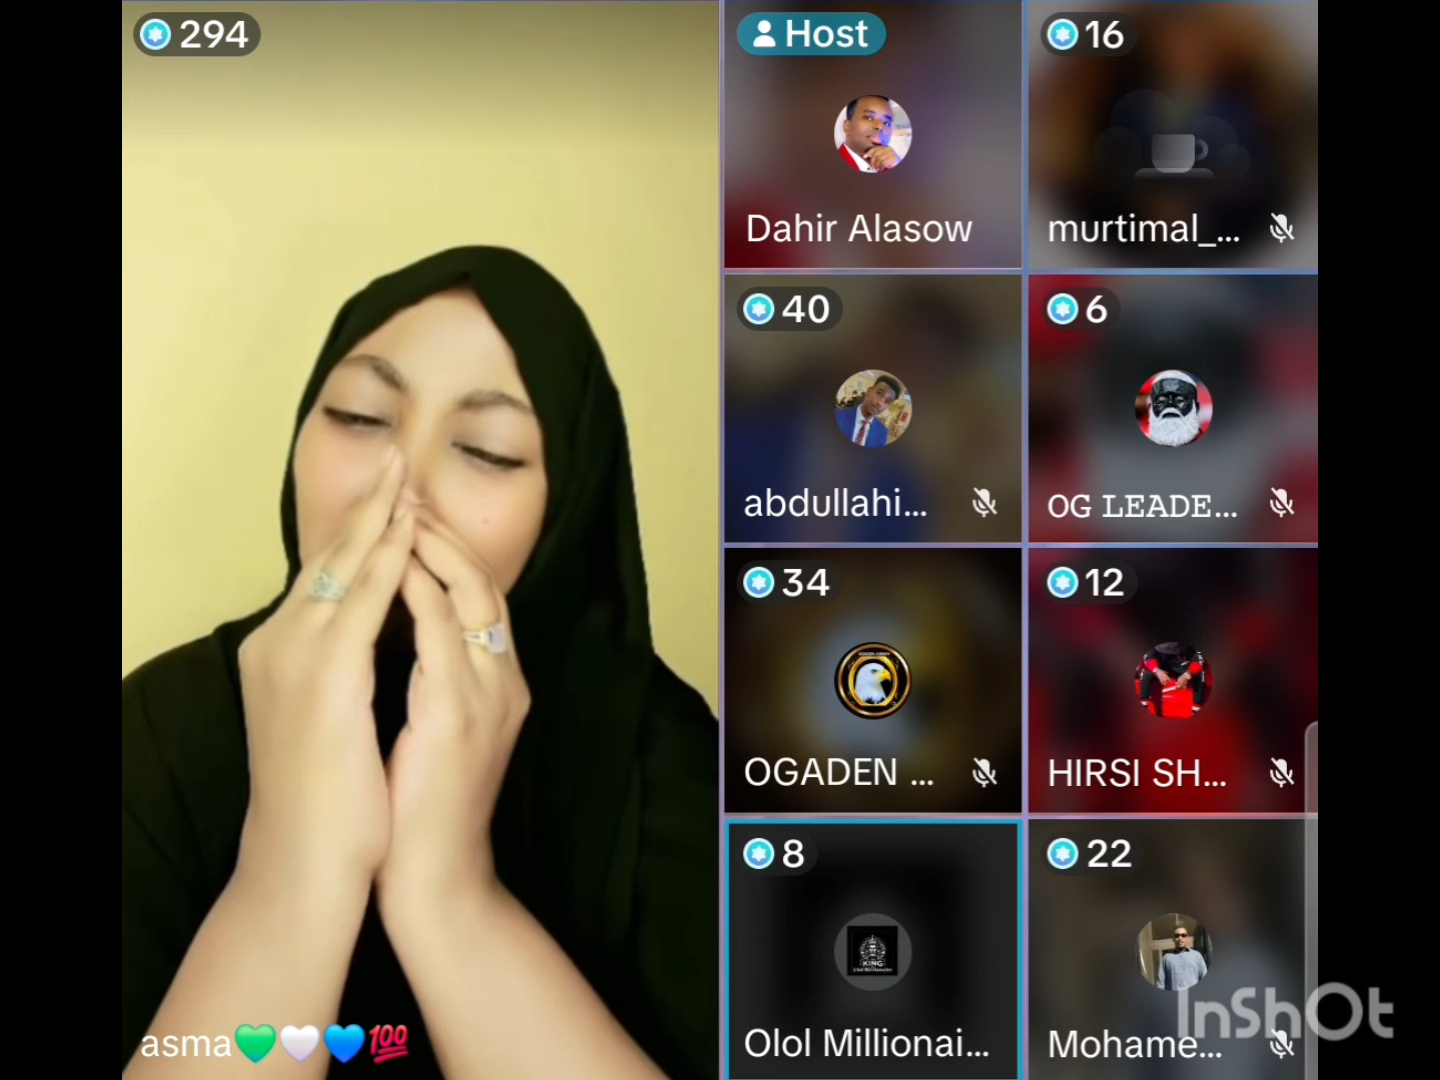 294
Host
16
Dahir Alasow
murtimal_...
40
6
abdullahi...
OG LEADE...
34
12
OGADEN ...
HIRSI SH...
8
22
KING
asma💚🤍💙💯
Olol Millionai...
Mohame...
InShOt